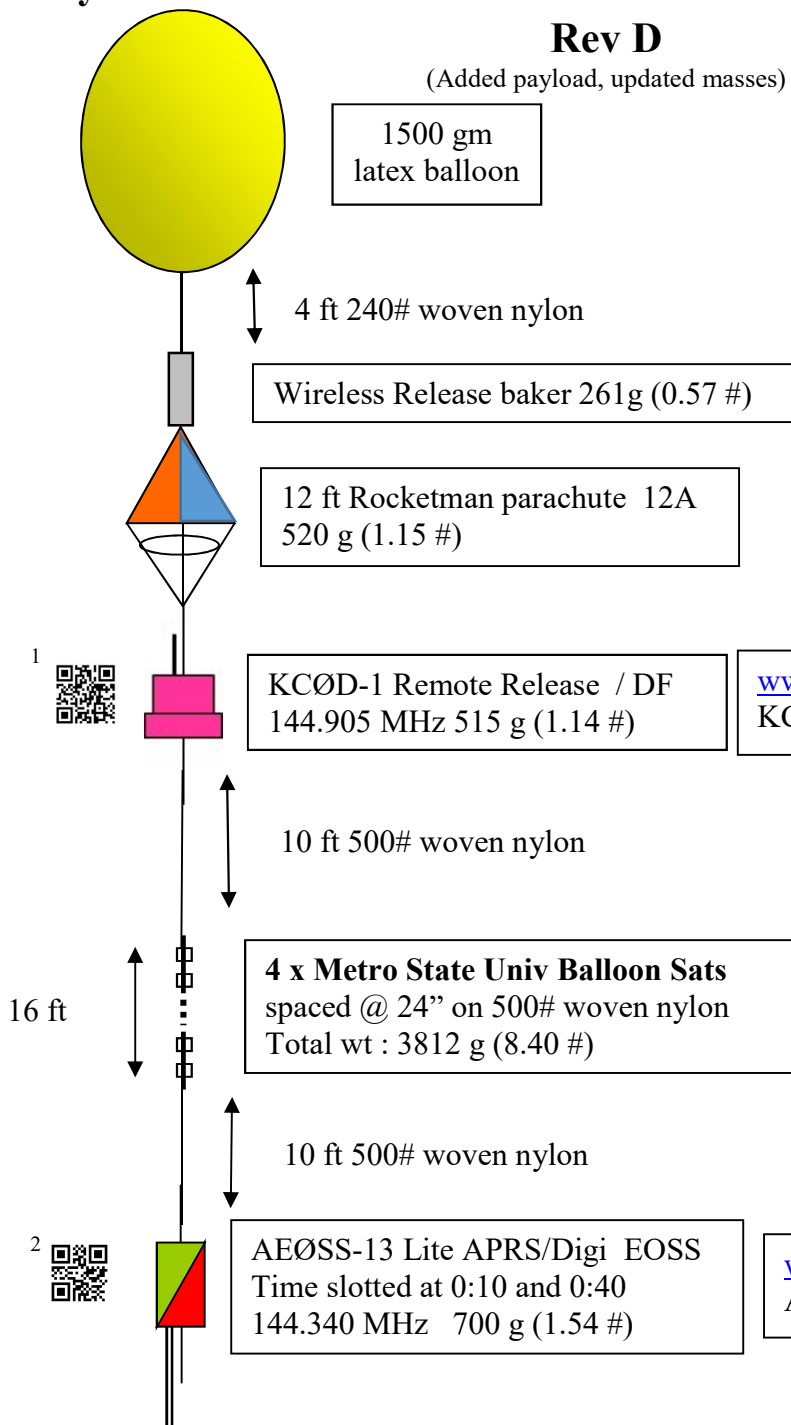 Rev D
(Added payload, updated masses)
1500 gm
latex balloon
4 ft 240# woven nylon
Wireless Release baker 261g (0.57 #)
12 ft Rocketman parachute  12A
520 g (1.15 #)
1
KCØD-1 Remote Release  / DF
144.905 MHz 515 g (1.14 #)
10 ft 500# woven nylon
16 ft
4 x Metro State Univ Balloon Sats
spaced @ 24” on 500# woven nylon
Total wt : 3812 g (8.40 #)
10 ft 500# woven nylon
2
AEØSS-13 Lite APRS/Digi  EOSS
Time slotted at 0:10 and 0:40
144.340 MHz   700 g (1.54 #)